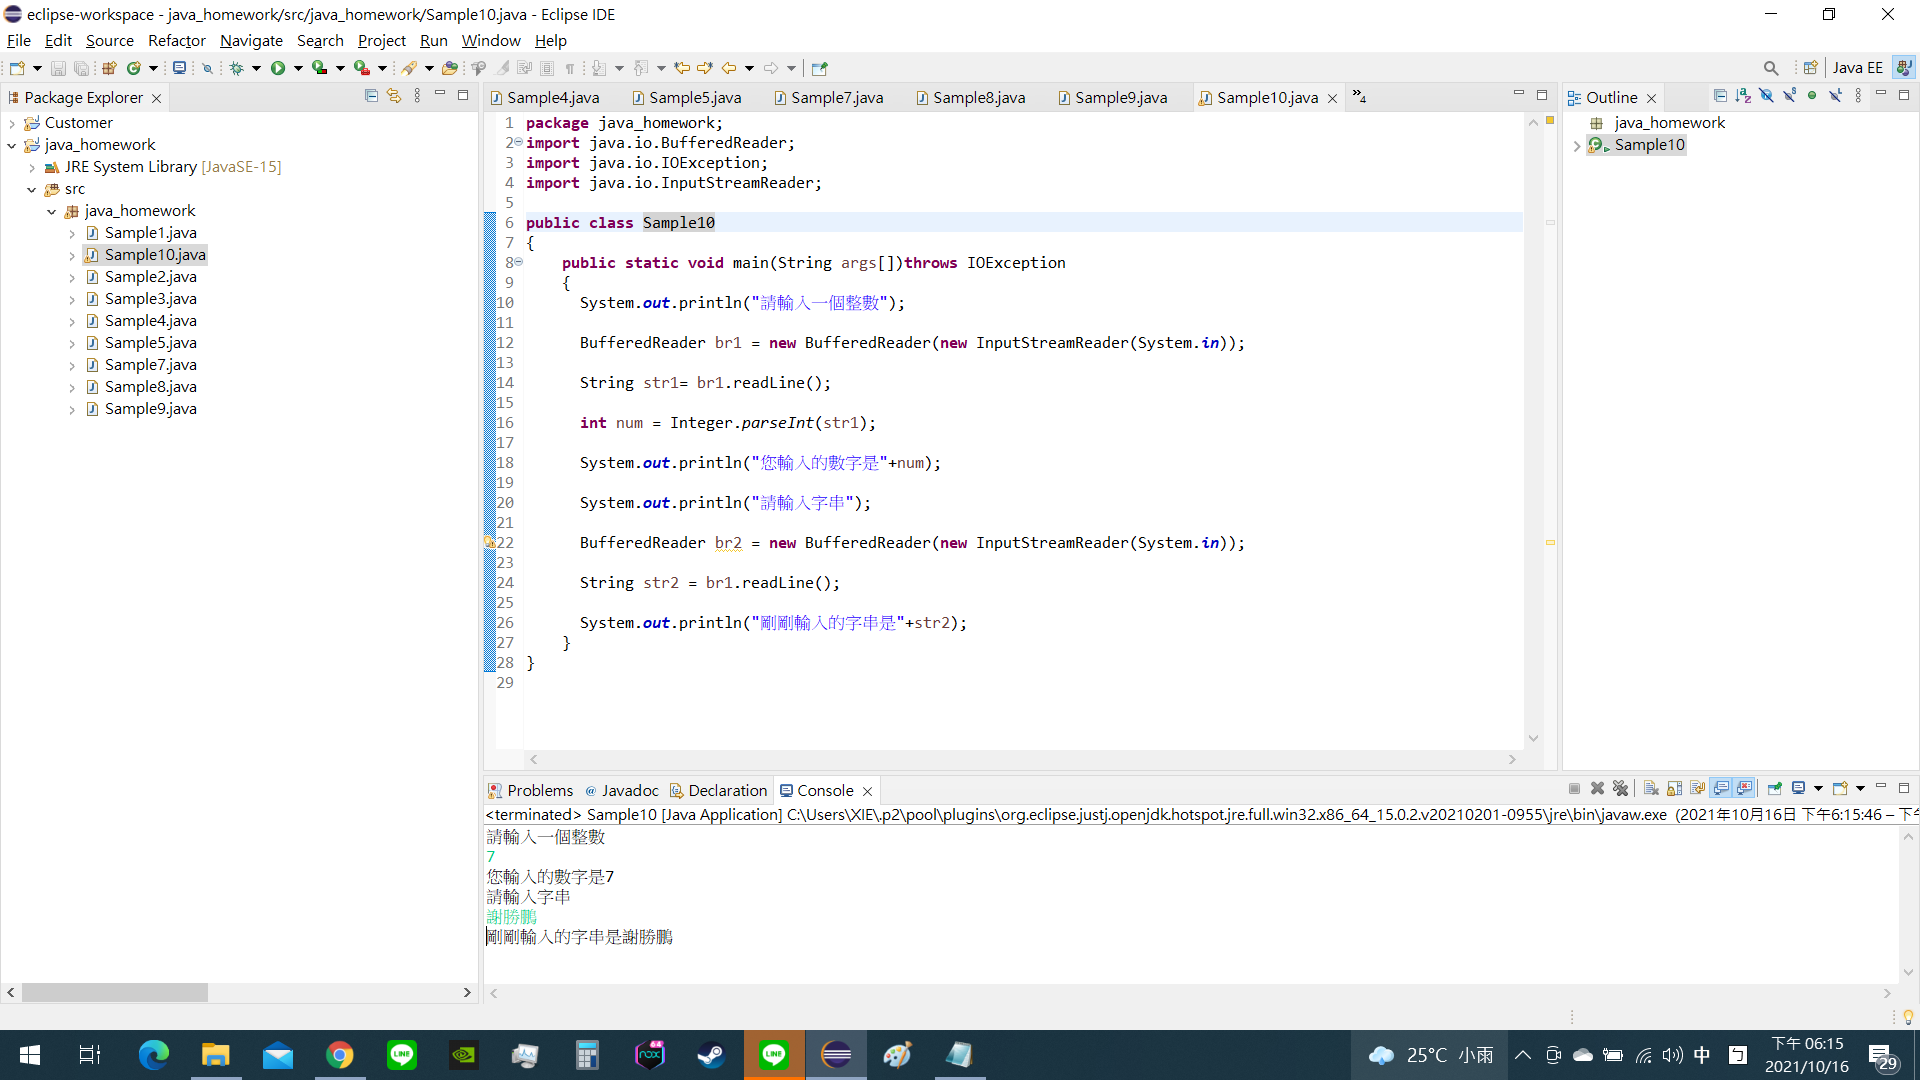 eclipse-workspace - java_homework/src/java_homework/Sample10.java - Eclipse IDE
File Edit Source Refactor Navigate Search Project Run Window Help
Java EE
Package Explorer
Customer
java_homework
JRE System Library [JavaSE-15]
src
java_homework
Sample1.java
Sample10.java
Sample2.java
Sample3.java
Sample4.java
Sample5.java
Sample7.java
Sample8.java
Sample9.java
Sample4.java Sample5.java Sample7.java Sample8.java Sample9.java Sample10.java »4
1 package java_homework;
2 import java.io.BufferedReader;
3 import java.io.IOException;
4 import java.io.InputStreamReader;
5
6 public class Sample10
7 {
8 public static void main(String args[])throws IOException
9 {
10 System.out.println("請輸入一個整數");
11
12 BufferedReader br1 = new BufferedReader(new InputStreamReader(System.in));
13
14 String str1= br1.readLine();
15
16 int num = Integer.parseInt(str1);
17
18 System.out.println("您輸入的數字是"+num);
19
20 System.out.println("請輸入字串");
21
22 BufferedReader br2 = new BufferedReader(new InputStreamReader(System.in));
23
24 String str2 = br1.readLine();
25
26 System.out.println("剛剛輸入的字串是"+str2);
27 }
28 }
29
Outline
java_homework
Sample10
Problems @ Javadoc Declaration Console
<terminated> Sample10 [Java Application] C:\Users\XIE\.p2\pool\plugins\org.eclipse.justj.openjdk.hotspot.jre.full.win32.x86_64_15.0.2.v20210201-0955\jre\bin\javaw.exe (2021年10月16日 下午6:15:46 – 下午
請輸入一個整數
7
您輸入的數字是7
請輸入字串
謝勝鵬
剛剛輸入的字串是謝勝鵬
LINE
nox
64
LINE
25°C 小雨
中
下午 06:15
2021/10/16
29